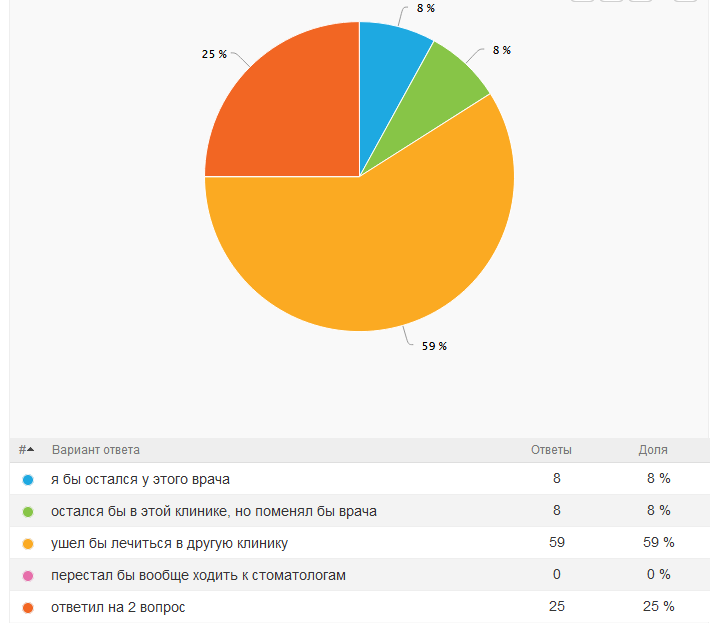 8 %
8 %
25 %
59 %
# Вариант ответа Ответы Доля
я бы остался у этого врача 8 8 %
остался бы в этой клинике, но поменял бы врача 8 8 %
ушел бы лечиться в другую клинику 59 59 %
перестал бы вообще ходить к стоматологам 0 0 %
ответил на 2 вопрос 25 25 %